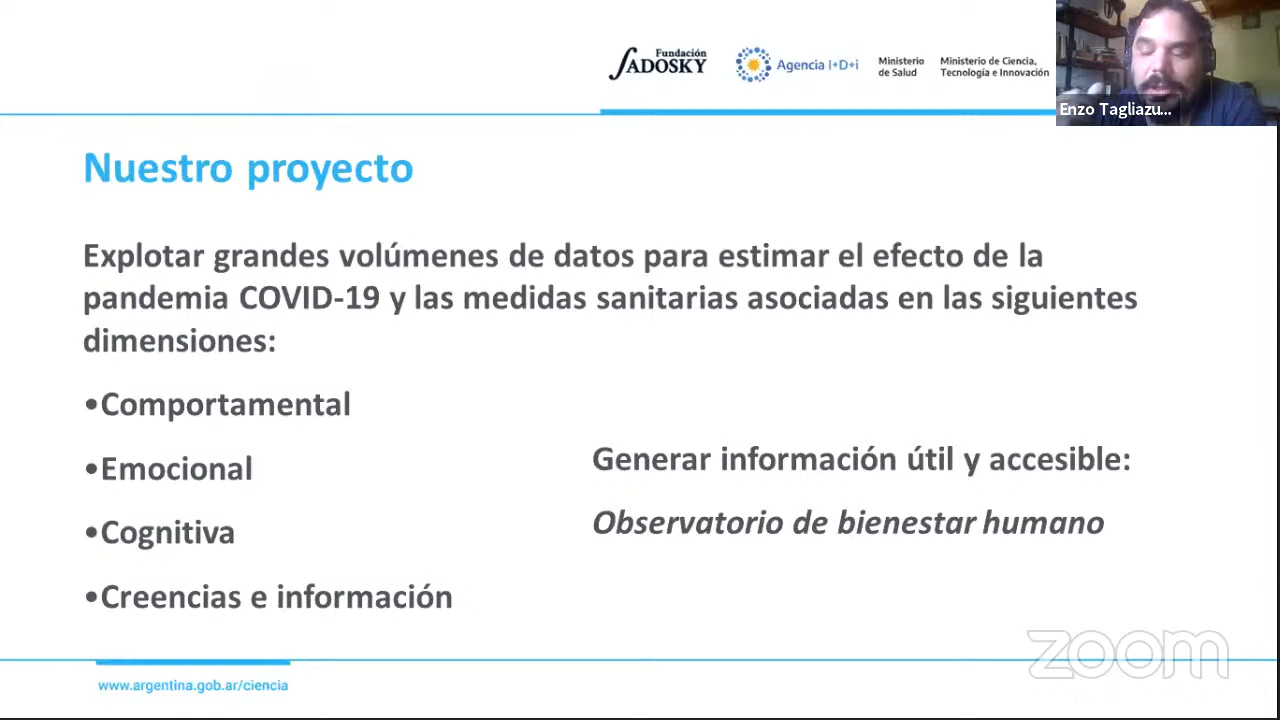 Fundación
SADOSKY
Agencia I+D+i
Ministerio
de Salud
Ministerio de Ciencia,
Tecnología e Innovación
Enzo Tagliazu...
Nuestro proyecto
Explotar grandes volúmenes de datos para estimar el efecto de la
pandemia COVID-19 y las medidas sanitarias asociadas en las siguientes
dimensiones:
•Comportamental
•Emocional
•Cognitiva
•Creencias e información
Generar información útil y accesible:
Observatorio de bienestar humano
zoom
www.argentina.gob.ar/ciencia